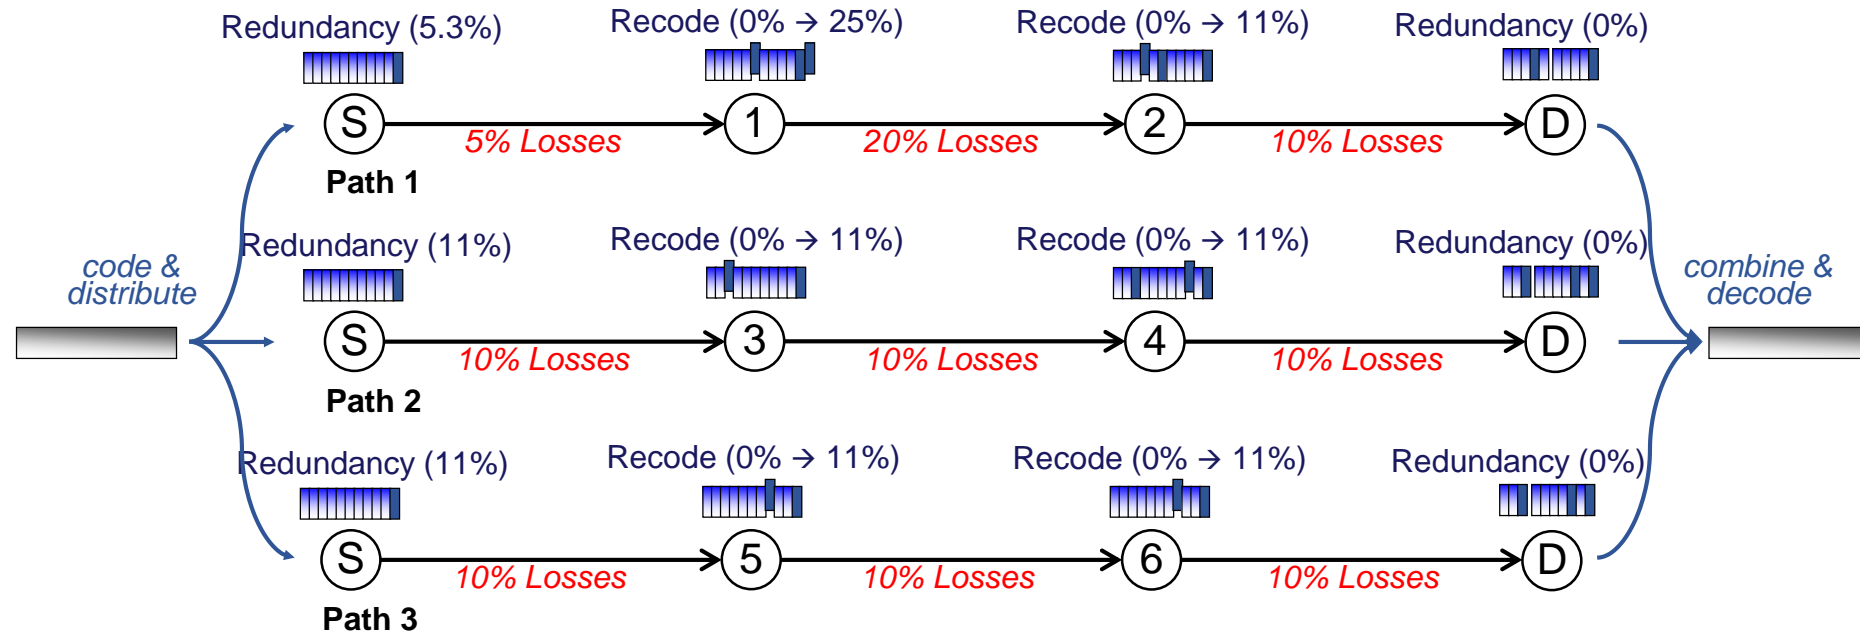 Redundancy (5.3%)
Recode (0% → 25%)
Recode (0% → 11%)
Redundancy (0%)
S
1
2
D
5% Losses
20% Losses
10% Losses
Path 1
Redundancy (11%)
Recode (0% → 11%)
Recode (0% → 11%)
Redundancy (0%)
code &
distribute
combine &
decode
S
3
4
D
10% Losses
10% Losses
10% Losses
Path 2
Redundancy (11%)
Recode (0% → 11%)
Recode (0% → 11%)
Redundancy (0%)
S
5
6
D
10% Losses
10% Losses
10% Losses
Path 3